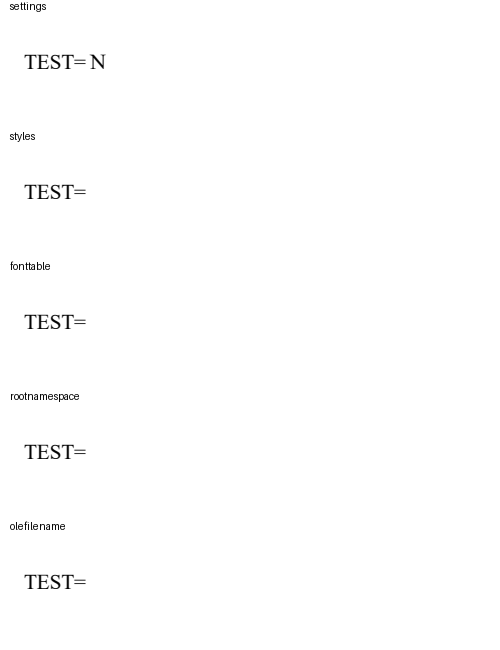 settings
TEST= N
styles
TEST=
fonttable
TEST=
rootnamespace
TEST=
olefilename
TEST=